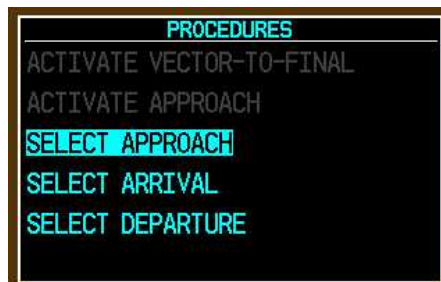 PROCEDURES
ACTIVATE VECTOR-TO-FINAL
ACTIVATE APPROACH
SELECT APPROACH
SELECT ARRIVAL
SELECT DEPARTURE